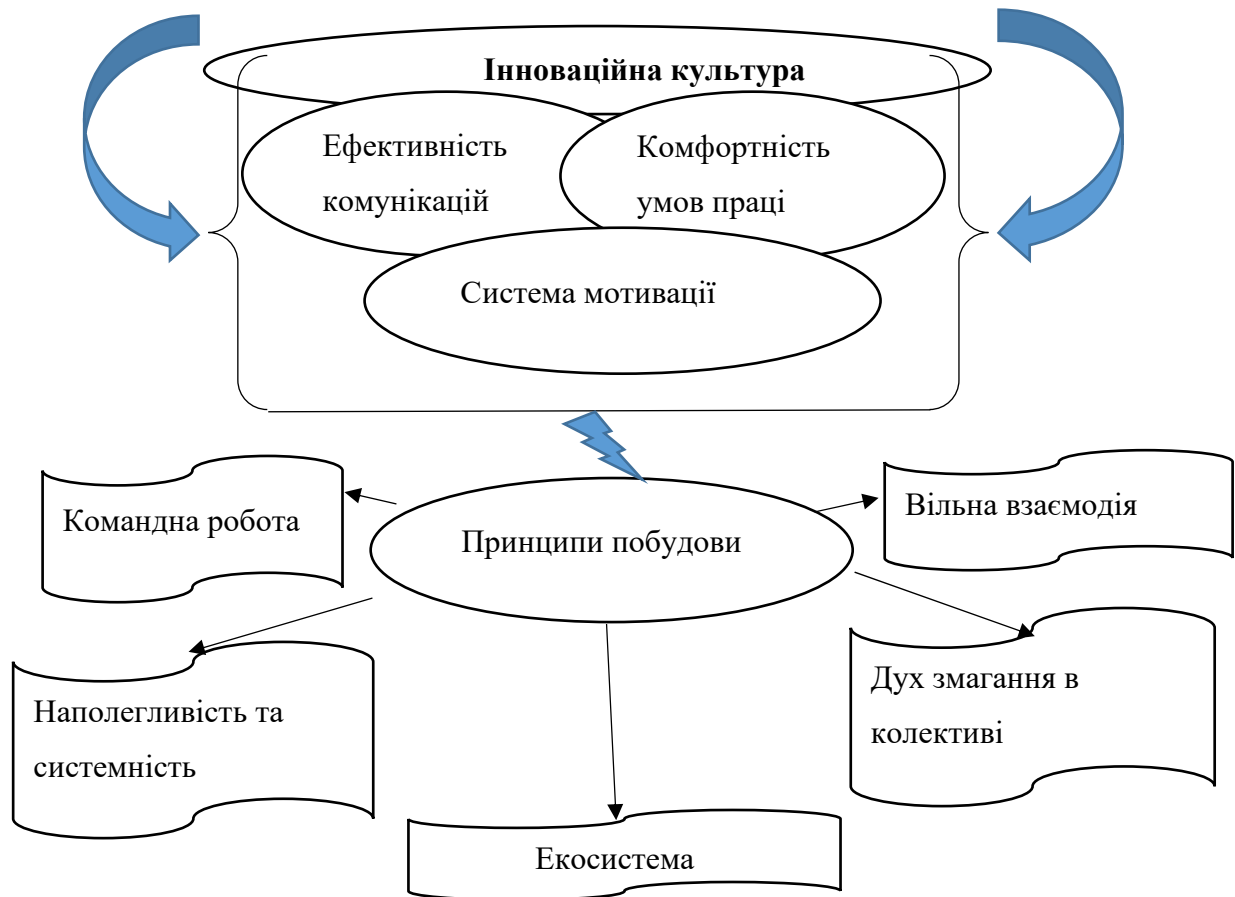 Інноваційна культура
Ефективність
комунікацій
Комфортність
умов праці
Система мотивації
Командна робота
Принципи побудови
Вільна взаємодія
Наполегливість та
системність
Дух змагання в
колективі
Екосистема